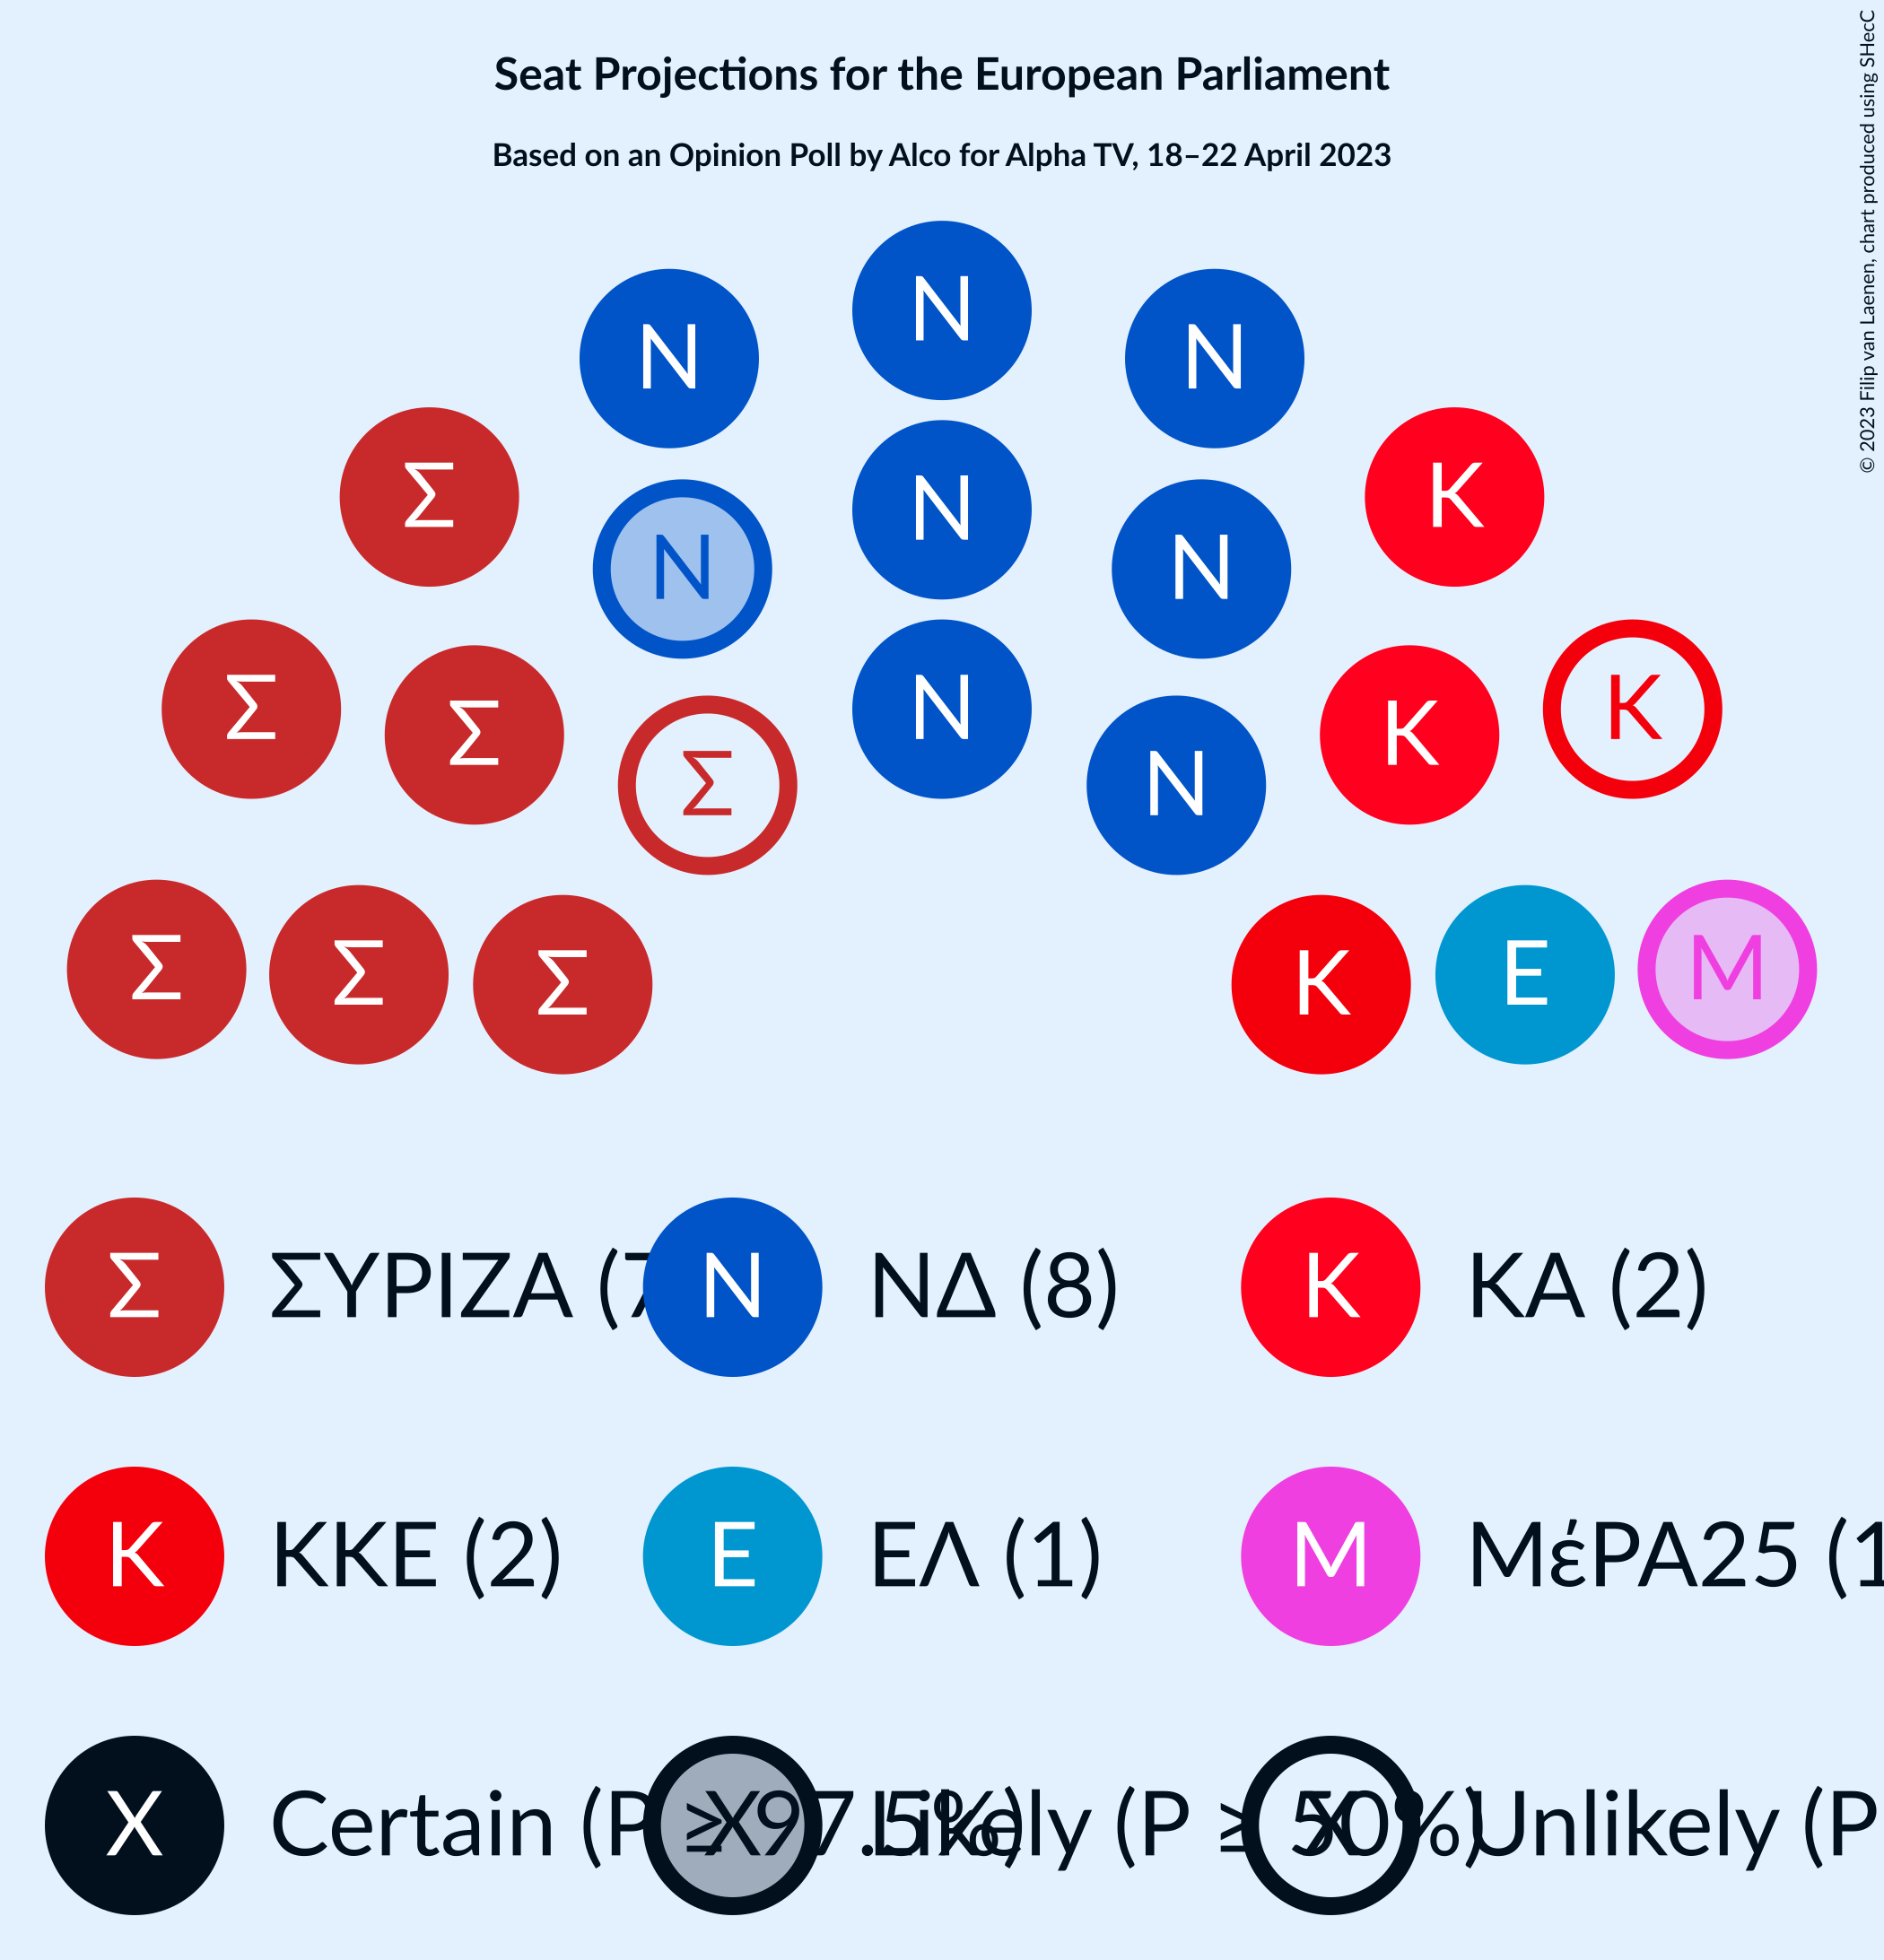 Seat Projections for the European Parliament
Based on an Opinion Poll by Alco for Alpha TV, 18–22 April 2023
© 2023 Filip van Laenen, chart produced using SHecC
N
N N
Σ N N N K
Σ Σ Σ N N K K
Σ Σ Σ K E M
Σ ΣΥΡΙΖΑ (7 N ΝΔ (8) K ΚΑ (2)
K ΚΚΕ (2) E ΕΛ (1) M ΜέΡΑ25 (1
X Certain (P ≥ 97.5%) X Likely (P ≥ 50%) X Unlikely (P